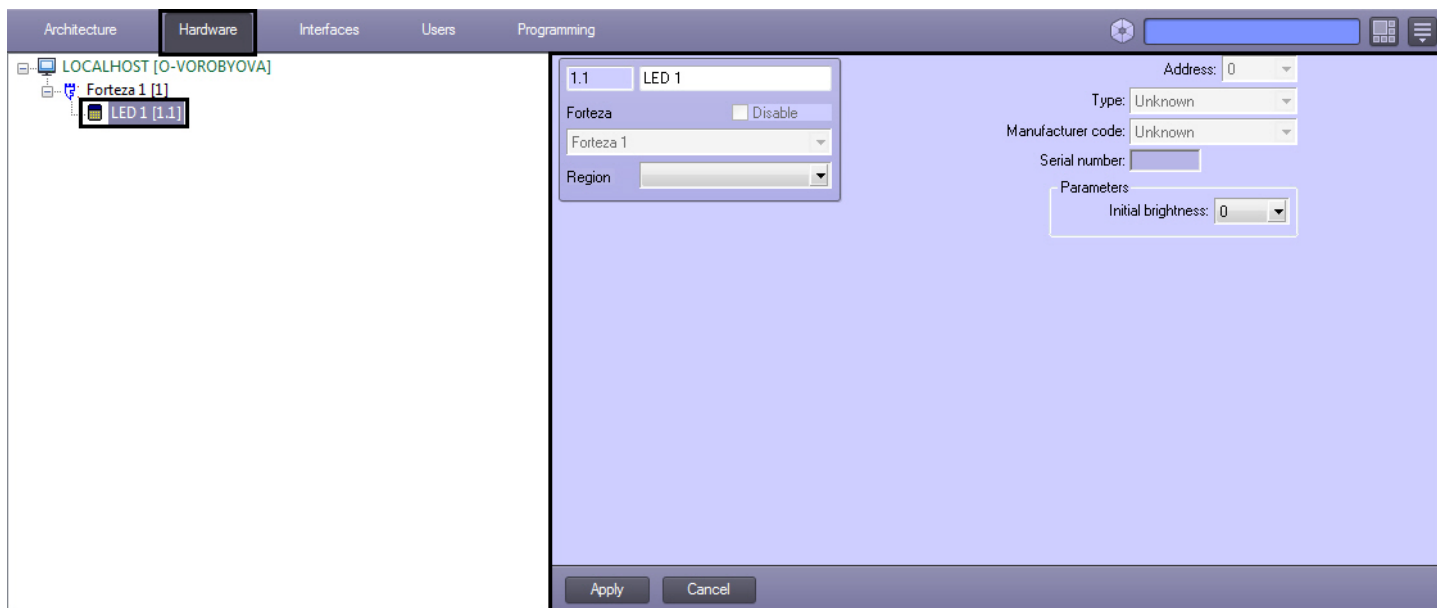 Architecture Hardware Interfaces Users Programming
LOCALHOST [O-VOROBYOVA]
Forteza 1 [1]
LED 1 [1.1]
1.1 LED 1
Forteza Disable
Forteza 1
Region
Address: 0
Type: Unknown
Manufacturer code: Unknown
Serial number:
Parameters
Initial brightness: 0
Apply Cancel